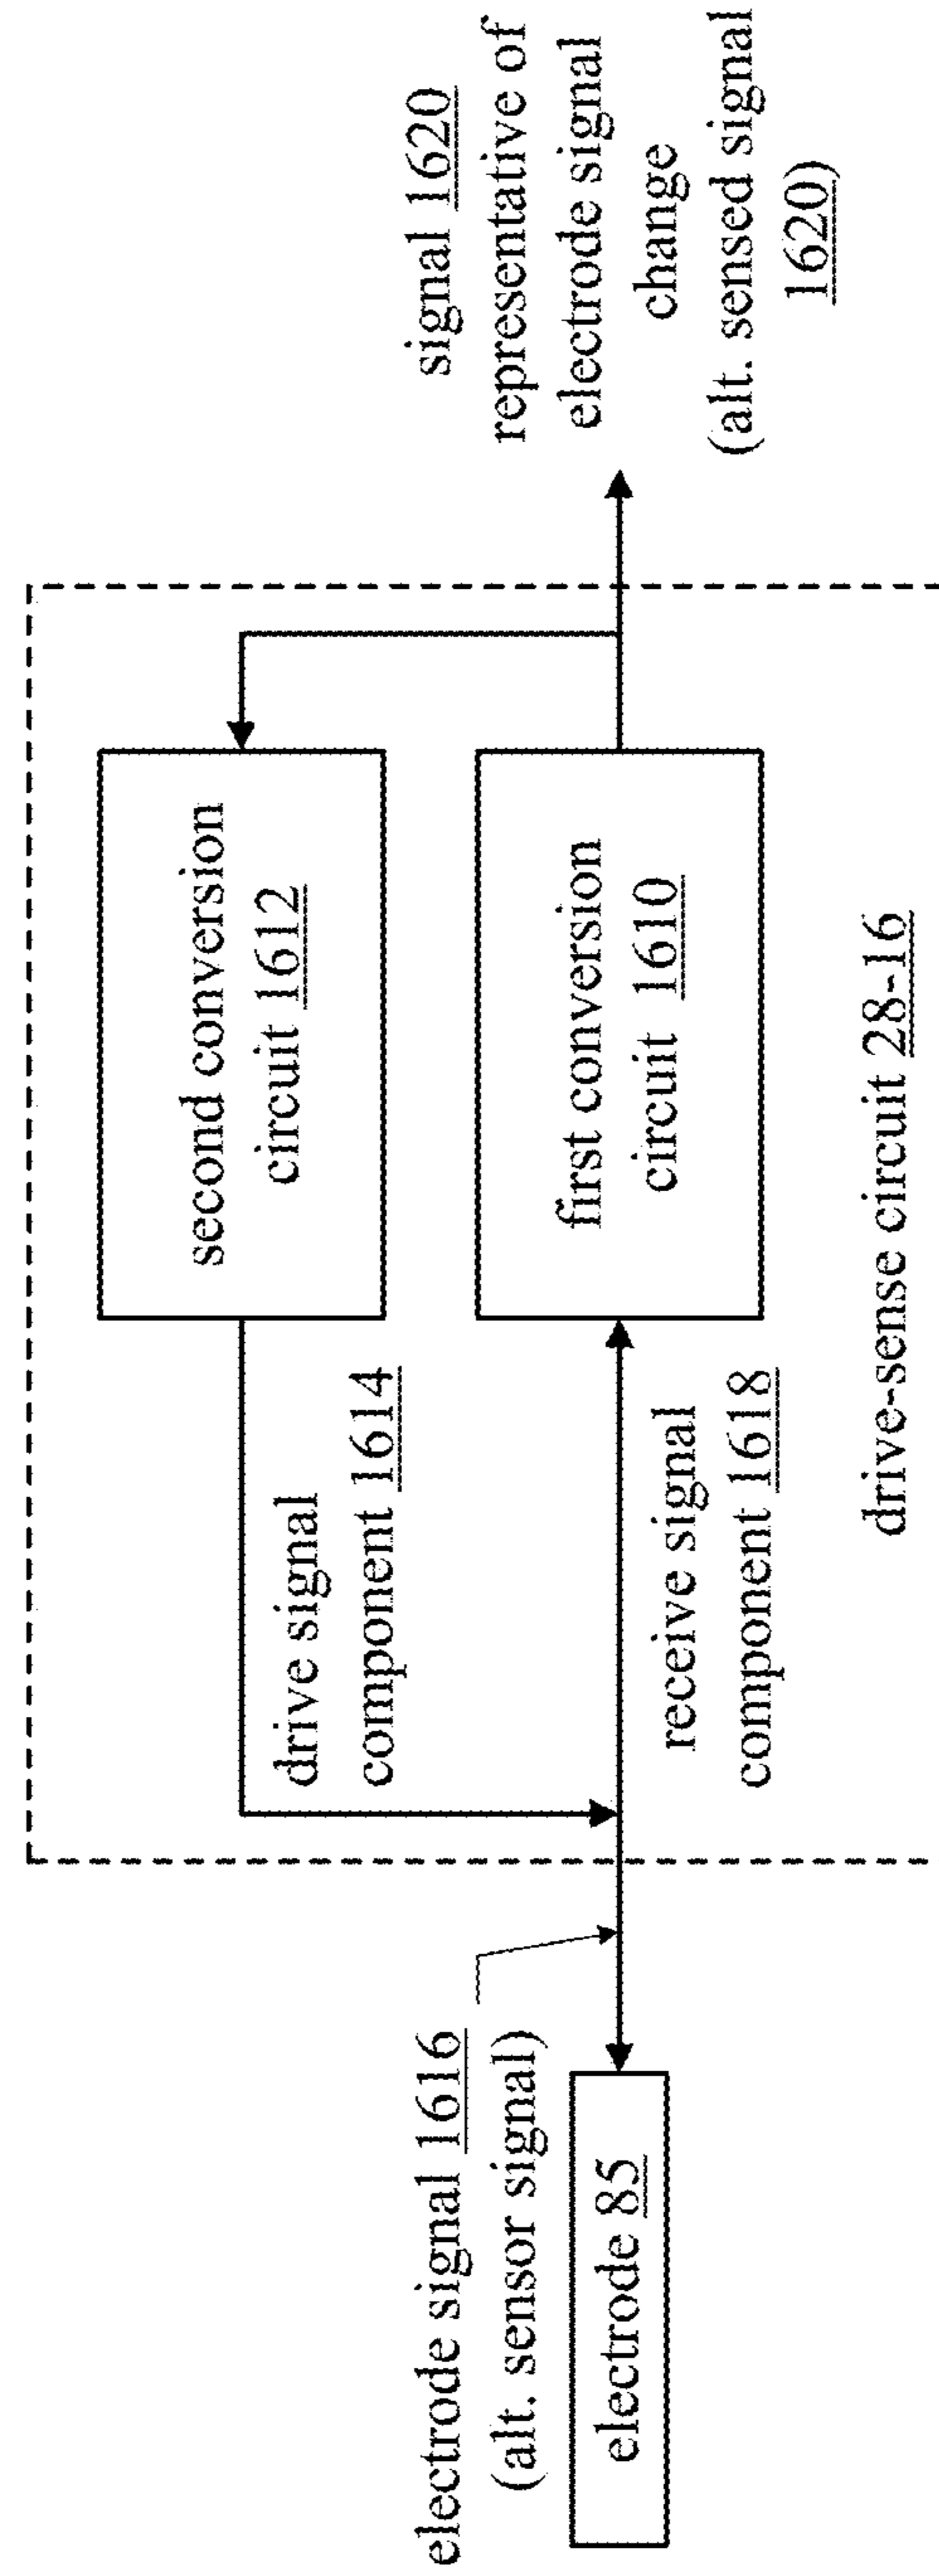 electrode signal 1616
(alt. sensor signal)
electrode 85
drive signal
component 1614
receive signal
component 1618
second conversion
circuit 1612
first conversion
circuit 1610
drive-sense circuit 28-16
signal 1620
representative of
electrode signal
change
(alt. sensed signal
1620)